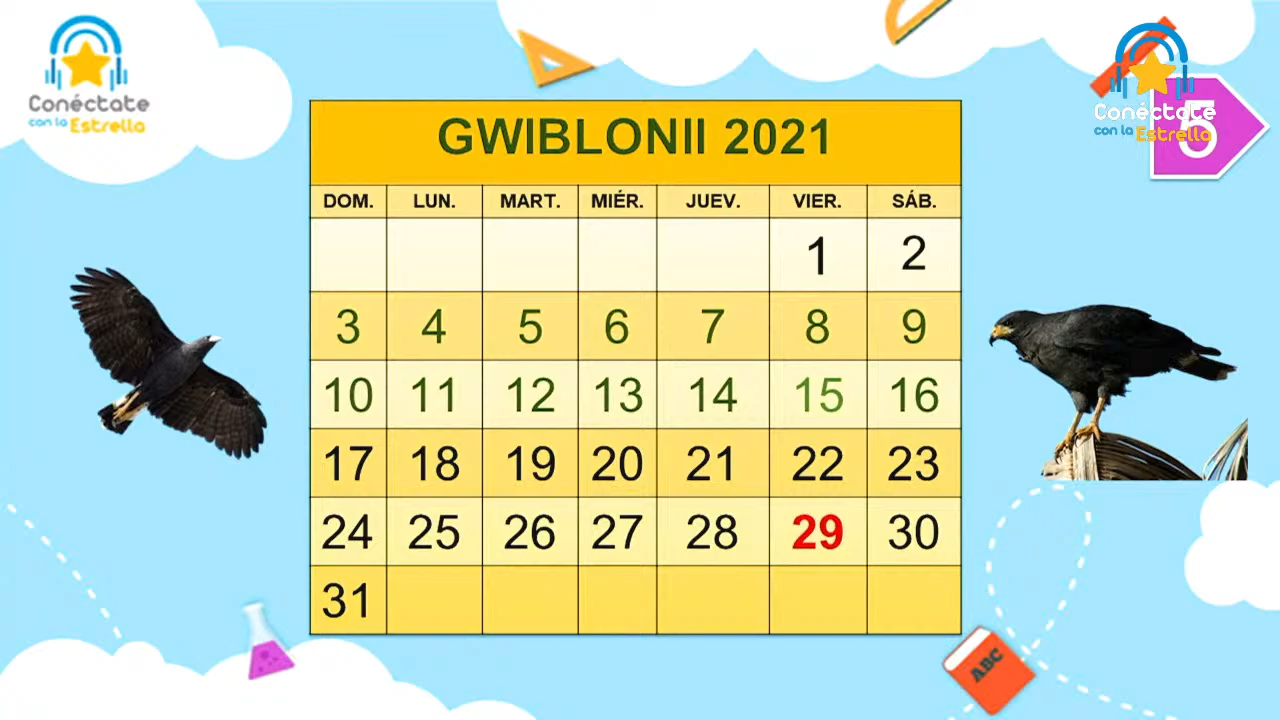 Conéctate
con la Estrella
Conéctate
con la Estrella
5
GWIBLONII 2021
DOM. LUN. MART. MIÉR. JUEV. VIER. SÁB.
1 2
3 4 5 6 7 8 9
10 11 12 13 14 15 16
17 18 19 20 21 22 23
24 25 26 27 28 29 30
31
ABC